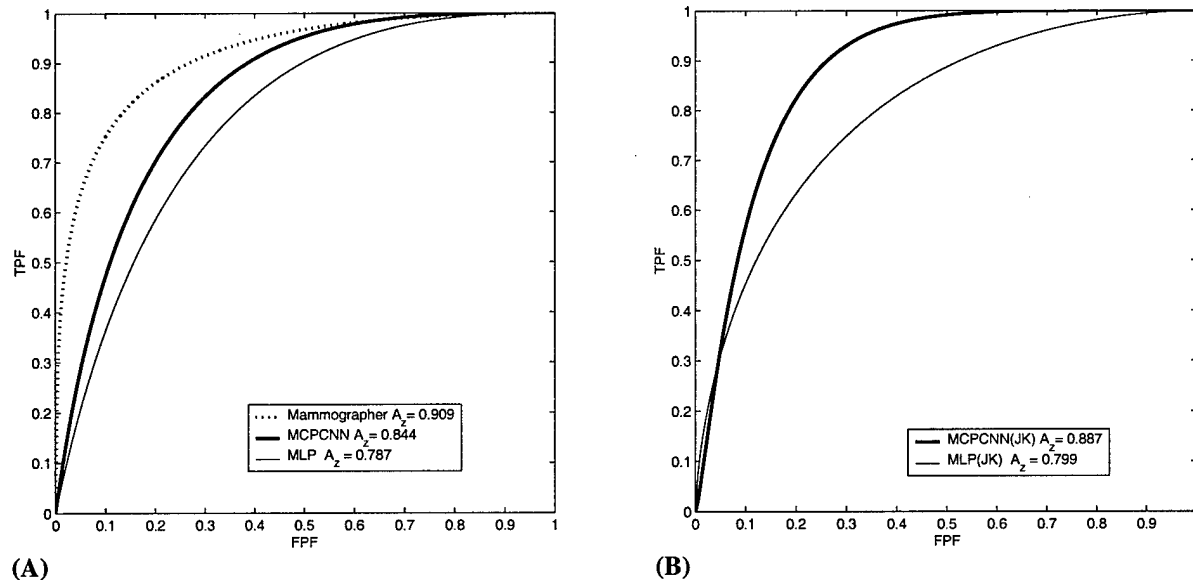 1
0.9
0.8
0.7
0.6
0.5
0.4
0.3
0.2
0.1
0
TPF
0 0.1 0.2 0.3 0.4 0.5 0.6 0.7 0.8 0.9 1
FPF
Mammographer A_z = 0.909
MCPCNN A_z = 0.844
MLP A_z = 0.787
(A)
1
0.9
0.8
0.7
0.6
0.5
0.4
0.3
0.2
0.1
0
TPF
0 0.1 0.2 0.3 0.4 0.5 0.6 0.7 0.8 0.9
FPF
MCPCNN(JK) A_z = 0.887
MLP(JK) A_z = 0.799
(B)